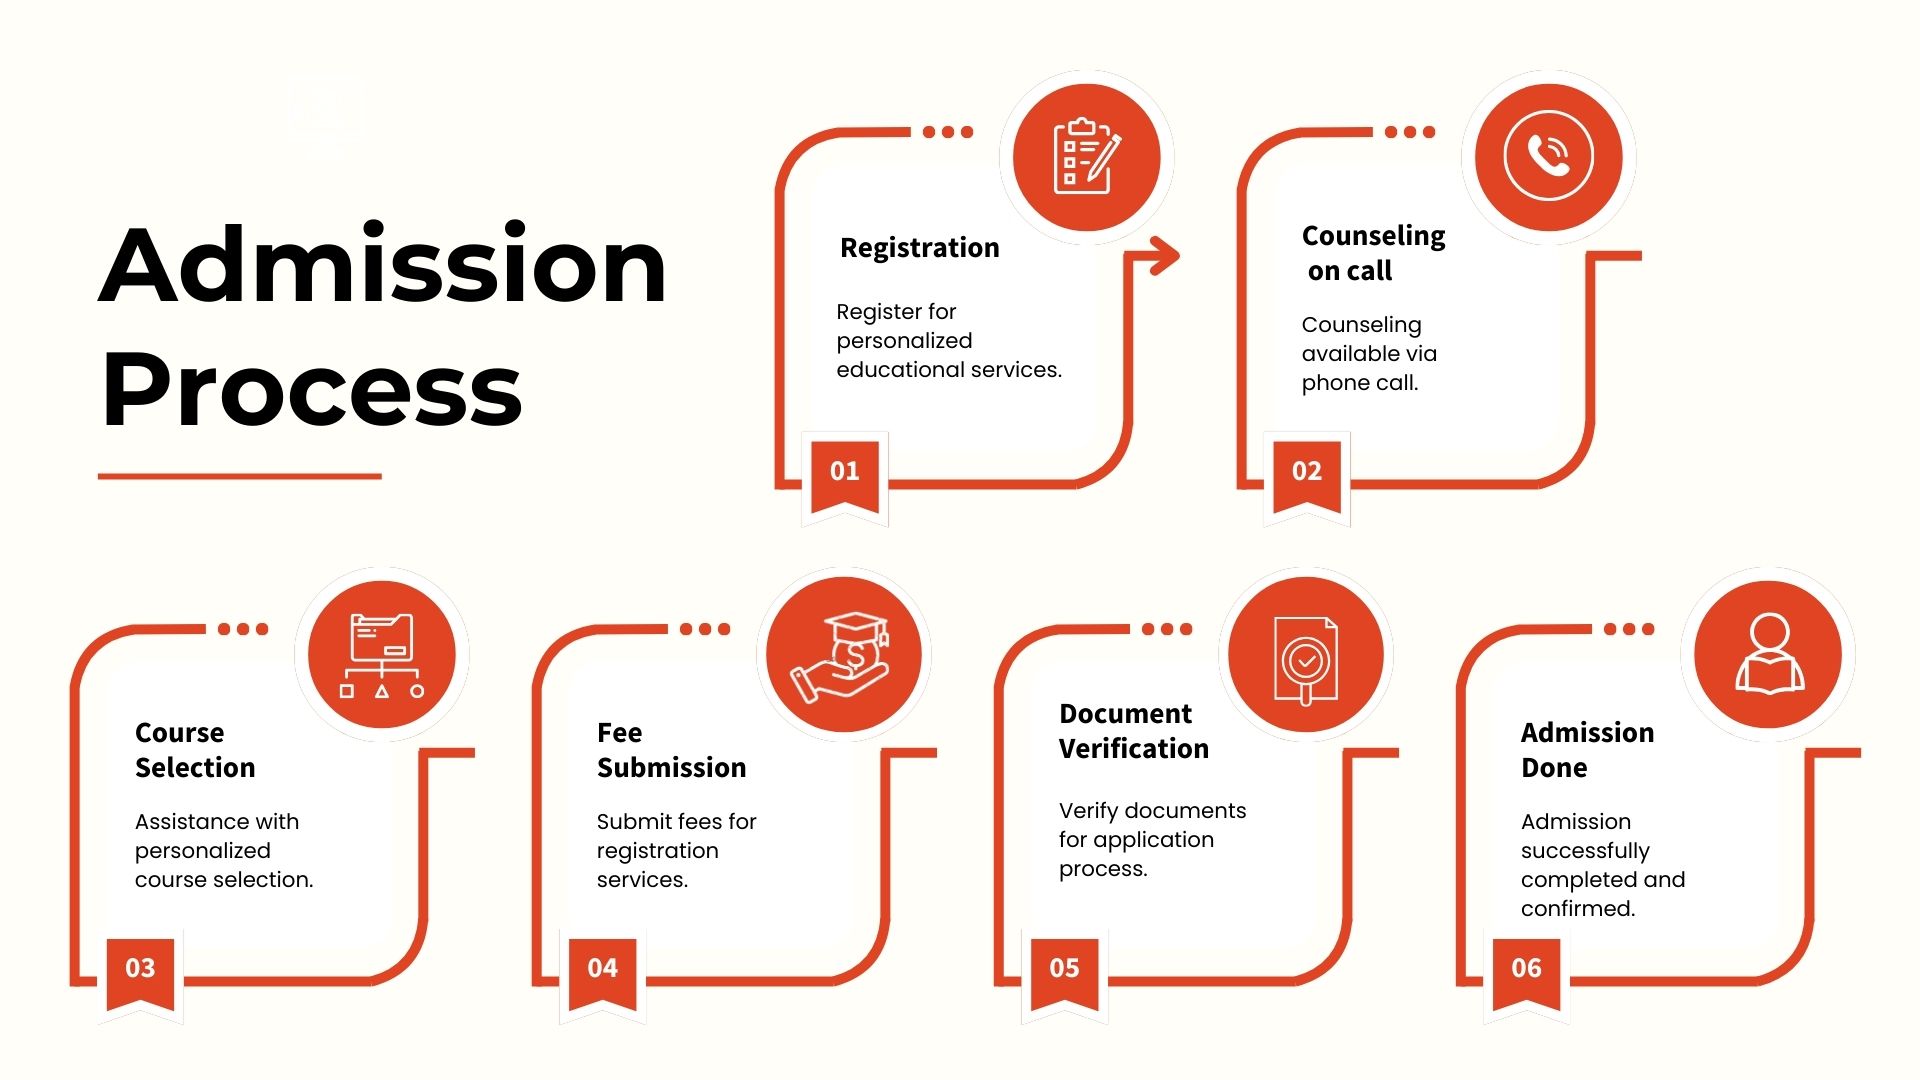 Admission
Process
Registration
Register for
personalized
educational services.
01
Counseling
on call
Counseling
available via
phone call.
02
Course
Selection
Assistance with
personalized
course selection.
03
Fee
Submission
Submit fees for
registration
services.
04
Document
Verification
Verify documents
for application
process.
05
Admission
Done
Admission
successfully
completed and
confirmed.
06